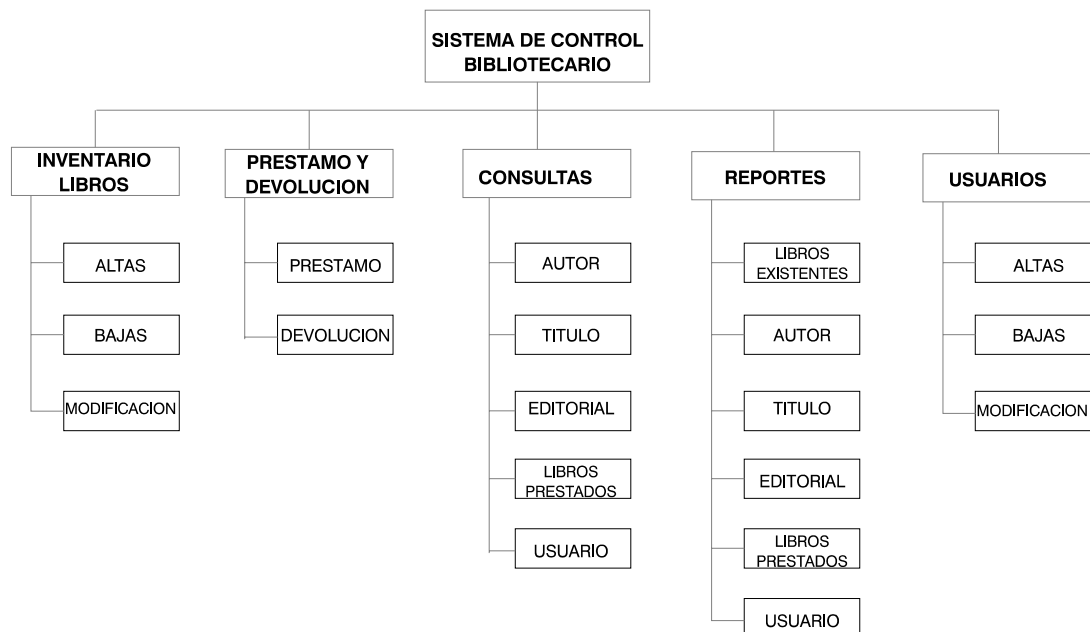 SISTEMA DE CONTROL
BIBLIOTECARIO
INVENTARIO
LIBROS
ALTAS
BAJAS
MODIFICACION
PRESTAMO Y
DEVOLUCION
PRESTAMO
DEVOLUCION
CONSULTAS
AUTOR
TITULO
EDITORIAL
LIBROS
PRESTADOS
USUARIO
REPORTES
LIBROS
EXISTENTES
AUTOR
TITULO
EDITORIAL
LIBROS
PRESTADOS
USUARIO
USUARIOS
ALTAS
BAJAS
MODIFICACION